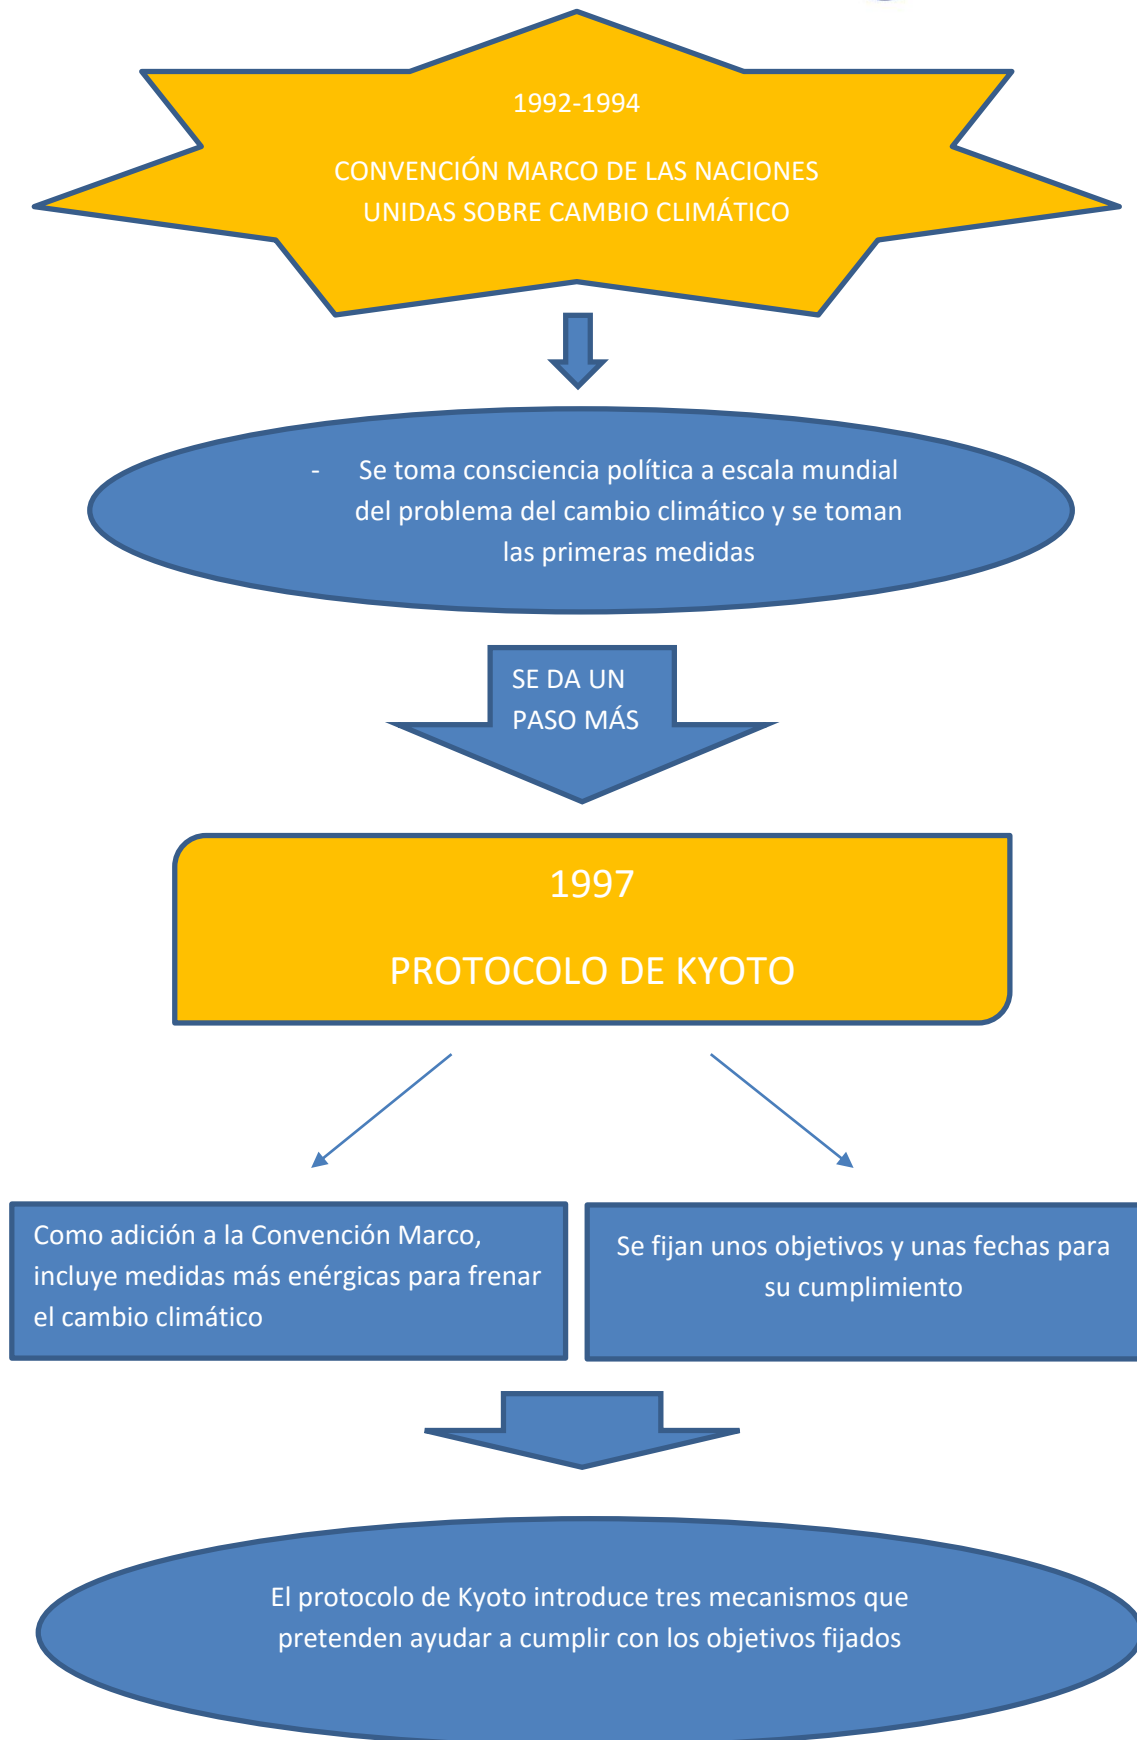 1992-1994
CONVENCIÓN MARCO DE LAS NACIONES
UNIDAS SOBRE CAMBIO CLIMÁTICO
- Se toma consciencia política a escala mundial
del problema del cambio climático y se toman
las primeras medidas
SE DA UN
PASO MÁS
1997
PROTOCOLO DE KYOTO
Como adición a la Convención Marco,
incluye medidas más enérgicas para frenar
el cambio climático
Se fijan unos objetivos y unas fechas para
su cumplimiento
El protocolo de Kyoto introduce tres mecanismos que
pretenden ayudar a cumplir con los objetivos fijados